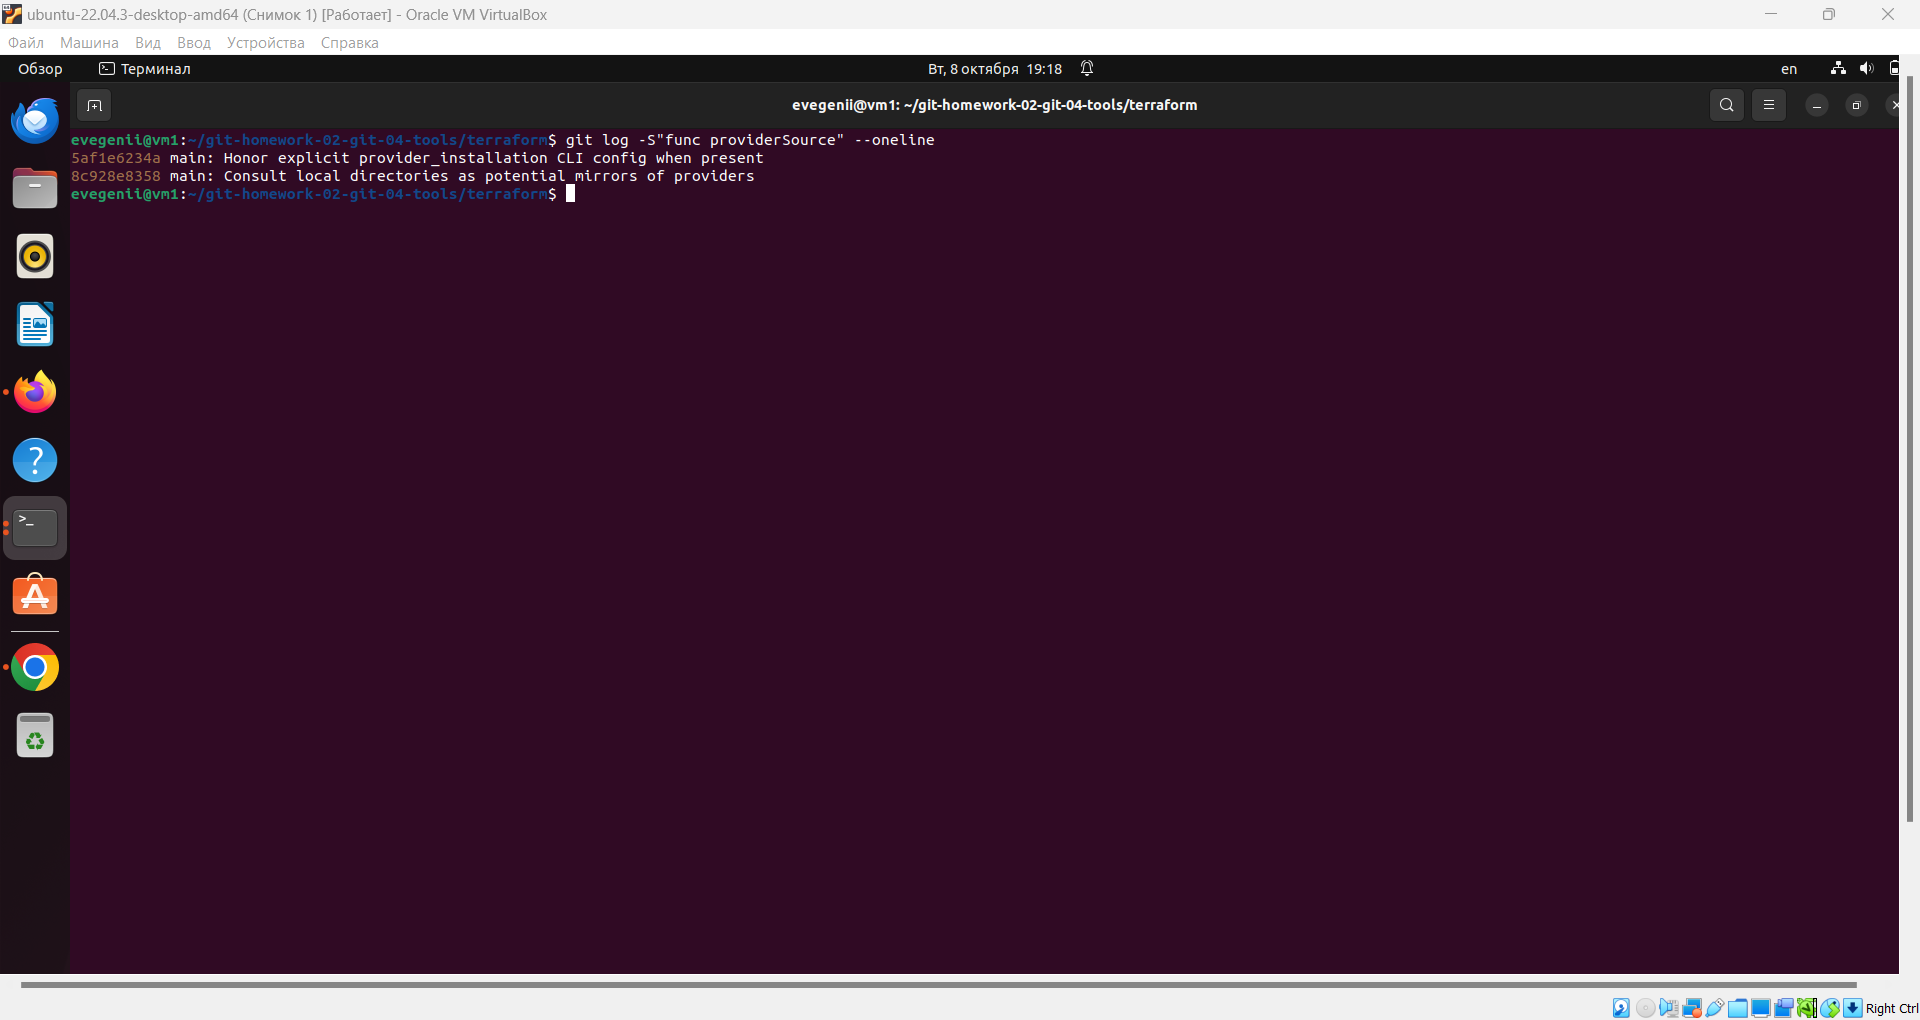 ubuntu-22.04.3-desktop-amd64 (Снимок 1) [Работает] - Oracle VM VirtualBox
Файл Машина Вид Ввод Устройства Справка
Обзор Терминал Вт, 8 октября 19:18 en
evegenii@vm1: ~/git-homework-02-git-04-tools/terraform
evegenii@vm1:~/git-homework-02-git-04-tools/terraform$ git log -S"func providerSource" --oneline
5af1e6234a main: Honor explicit provider_installation CLI config when present
8c928e8358 main: Consult local directories as potential mirrors of providers
evegenii@vm1:~/git-homework-02-git-04-tools/terraform$
Right Ctrl